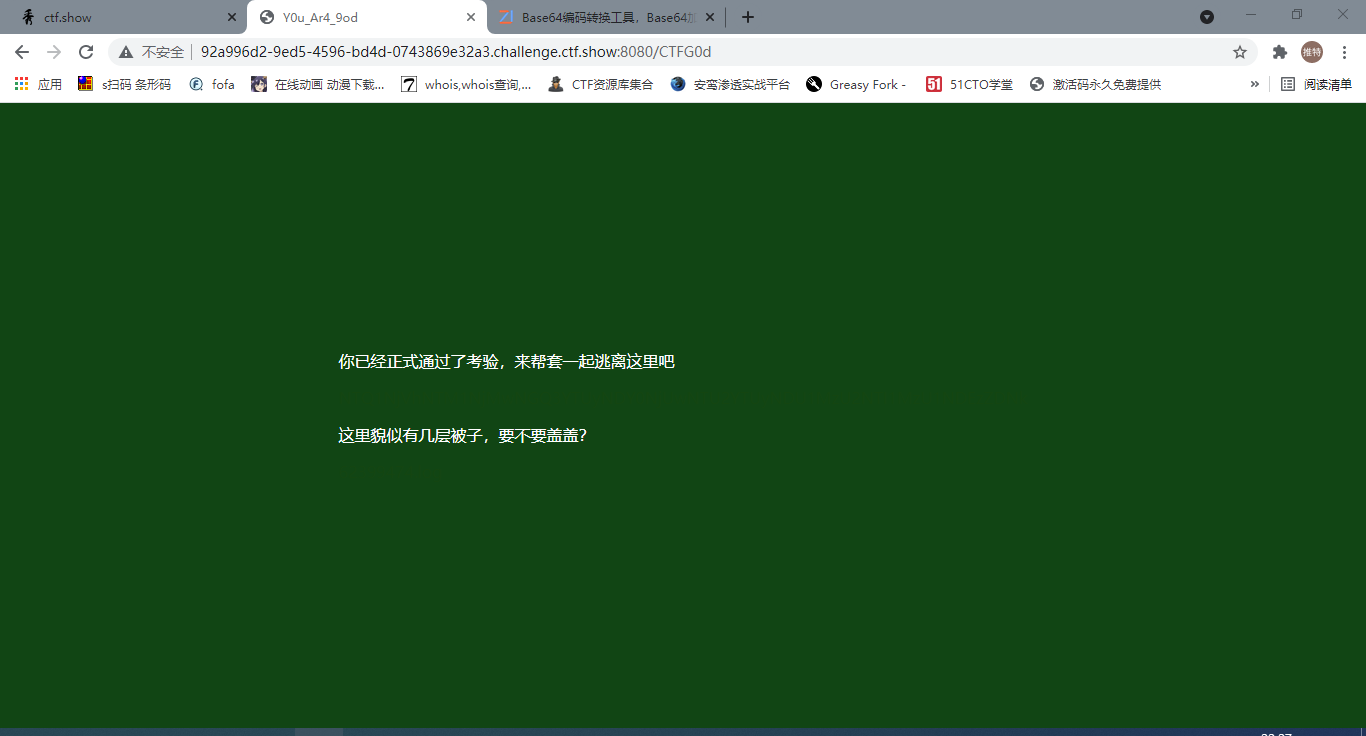 ctf.show
Y0u_Ar4_9od
Base64编码转换工具，Base64加
不安全
92a996d2-9ed5-4596-bd4d-0743869e32a3.challenge.ctf.show:8080/CTFG0d
推特
应用
s扫码 条形码
fofa
在线动画 动漫下载...
whois,whois查询,...
CTF资源库集合
安鸾渗透实战平台
Greasy Fork -
51
51CTO学堂
激活码永久免费提供
»
阅读清单
你已经正式通过了考验，来帮套一起逃离这里吧
这里貌似有几层被子，要不要盖盖?